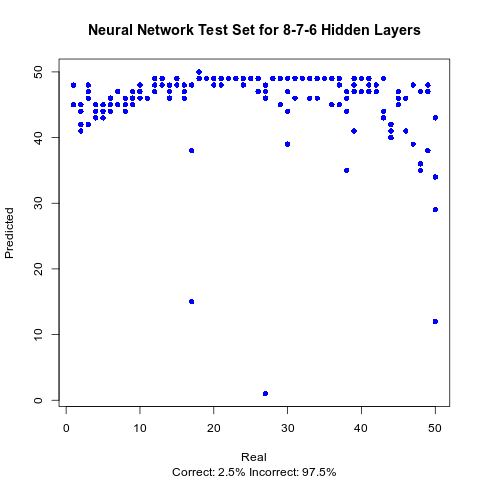 Neural Network Test Set for 8-7-6 Hidden Layers
Predicted
50
40
30
20
10
0
0 10 20 30 40 50
Real
Correct: 2.5% Incorrect: 97.5%